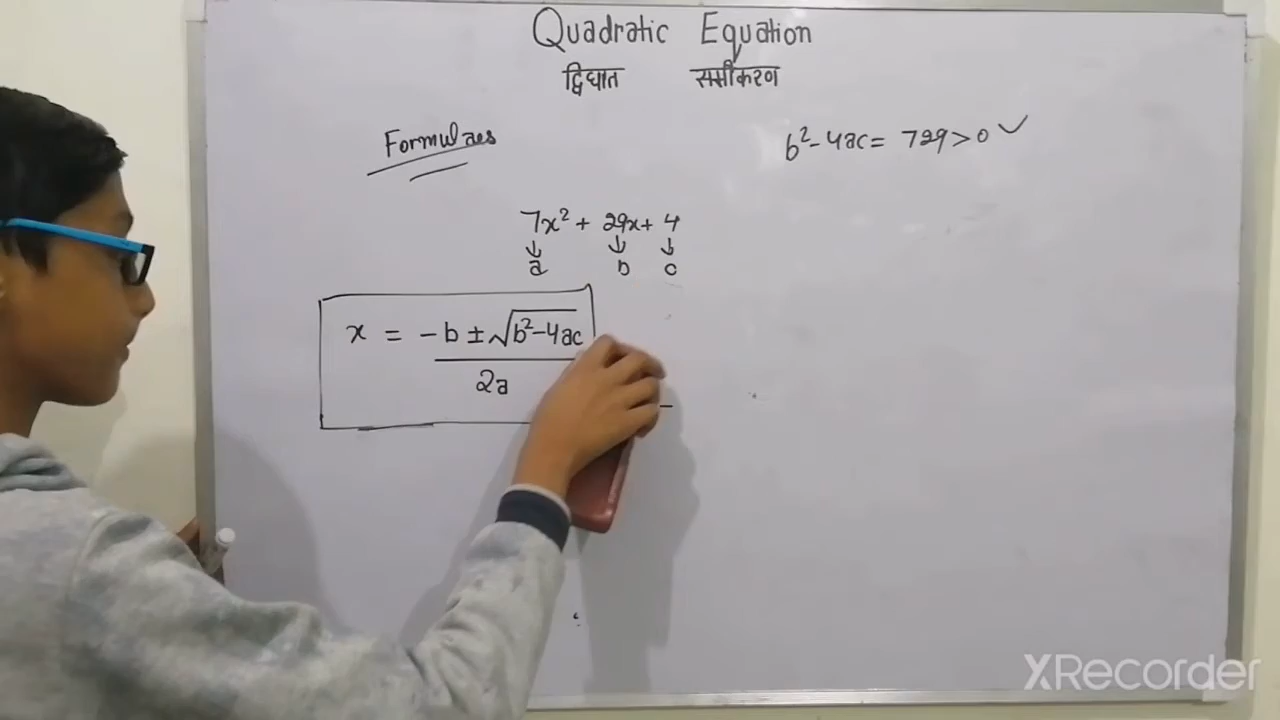 Quadratic Equation
द्विघात समीकरण
Formulaes
b²-4ac = 729>0 ✓
7x² + 29x + 4
↓ ↓ ↓
a b c
x = -b ± √b²-4ac
2a
XRecorder